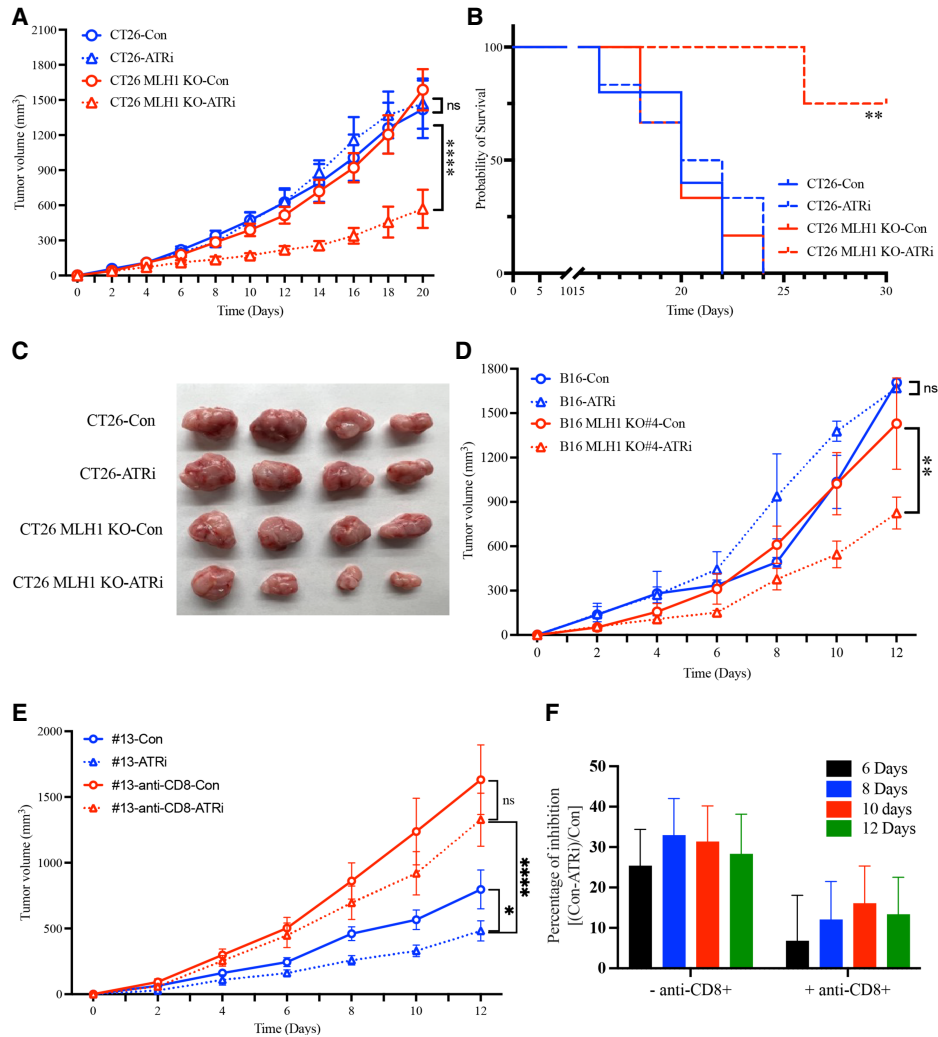 A
Tumor volume (mm³)
2100
1800
1500
1200
900
600
300
0
CT26-Con
CT26-ATRi
CT26 MLH1 KO-Con
CT26 MLH1 KO-ATRi
ns
****
0 2 4 6 8 10 12 14 16 18 20
Time (Days)
B
Probability of Survival
100
50
0
**
CT26-Con
CT26-ATRi
CT26 MLH1 KO-Con
CT26 MLH1 KO-ATRi
0 5 1015 20 25 30
Time (Days)
C
CT26-Con
CT26-ATRi
CT26 MLH1 KO-Con
CT26 MLH1 KO-ATRi
D
Tumor volume (mm³)
1800
1500
1200
900
600
300
0
B16-Con
B16-ATRi
B16 MLH1 KO#4-Con
B16 MLH1 KO#4-ATRi
ns
**
0 2 4 6 8 10 12
Time (Days)
E
Tumor volume (mm³)
2000
1500
1000
500
0
#13-Con
#13-ATRi
#13-anti-CD8-Con
#13-anti-CD8-ATRi
ns
****
*
0 2 4 6 8 10 12
Time (Days)
F
Percentage of inhibition
[(Con-ATRi)/Con]
50
40
30
20
10
0
6 Days
8 Days
10 days
12 Days
- anti-CD8+ + anti-CD8+